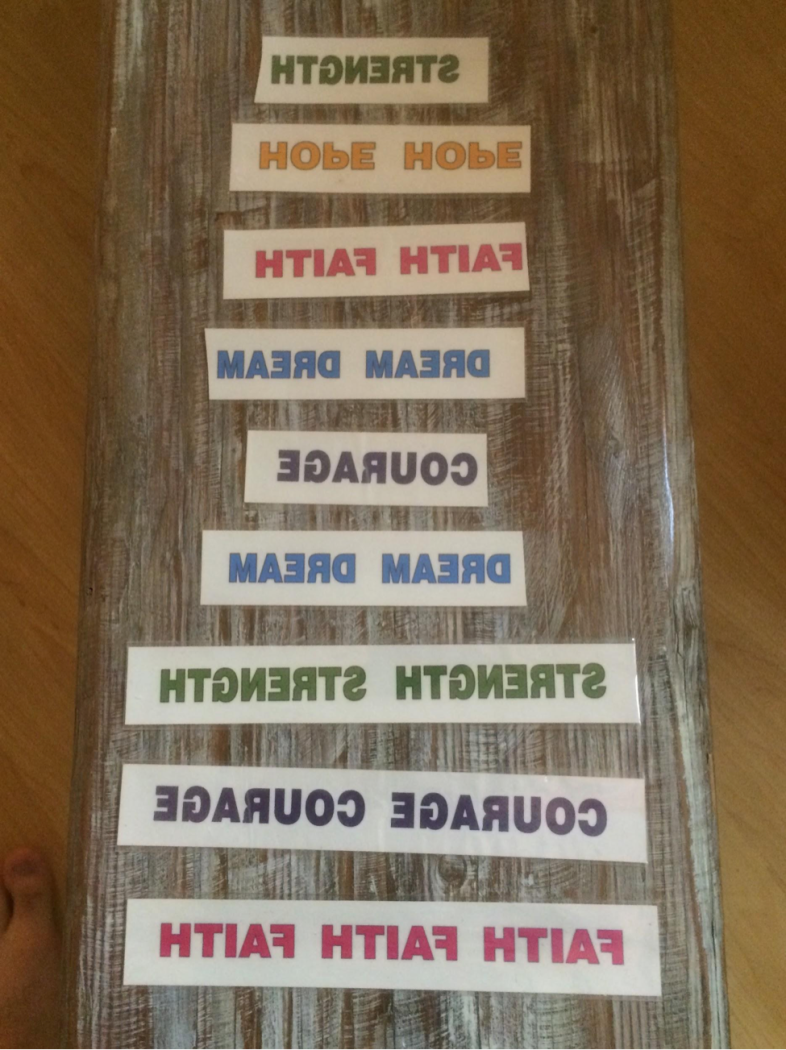 STRENGTH
HOPE HOPE
FAITH FAITH
DREAM DREAM
COURAGE
DREAM DREAM
STRENGTH STRENGTH
COURAGE COURAGE
FAITH FAITH FAITH